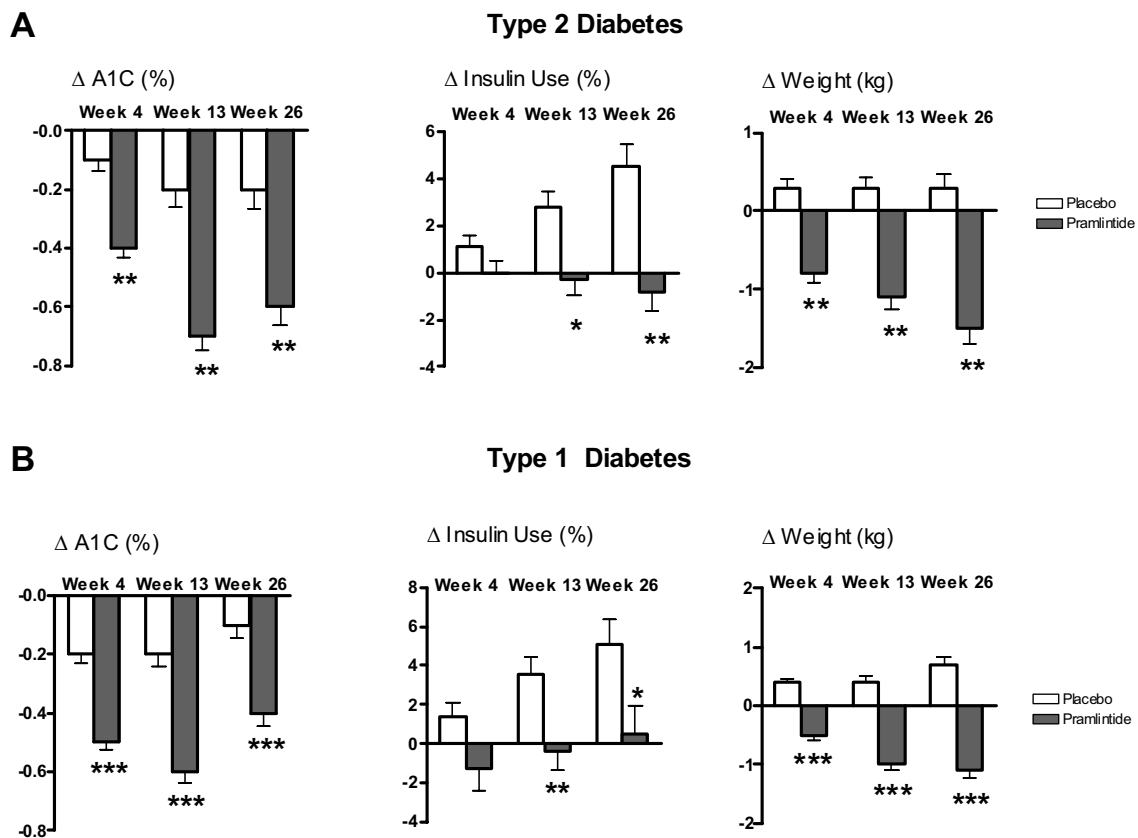 A
Type 2 Diabetes
Δ A1C (%)
Week 4 Week 13 Week 26
-0.0
-0.2
-0.4
-0.6
-0.8
**
**
**
Δ Insulin Use (%)
Week 4 Week 13 Week 26
6
4
2
0
-2
-4
*
**
Δ Weight (kg)
Week 4 Week 13 Week 26
1
0
-1
-2
**
**
**
Placebo
Pramlintide
B
Type 1 Diabetes
Δ A1C (%)
Week 4 Week 13 Week 26
-0.0
-0.2
-0.4
-0.6
-0.8
***
***
***
Δ Insulin Use (%)
Week 4 Week 13 Week 26
8
6
4
2
0
-2
-4
**
*
Δ Weight (kg)
Week 4 Week 13 Week 26
2
1
0
-1
-2
***
***
***
Placebo
Pramlintide